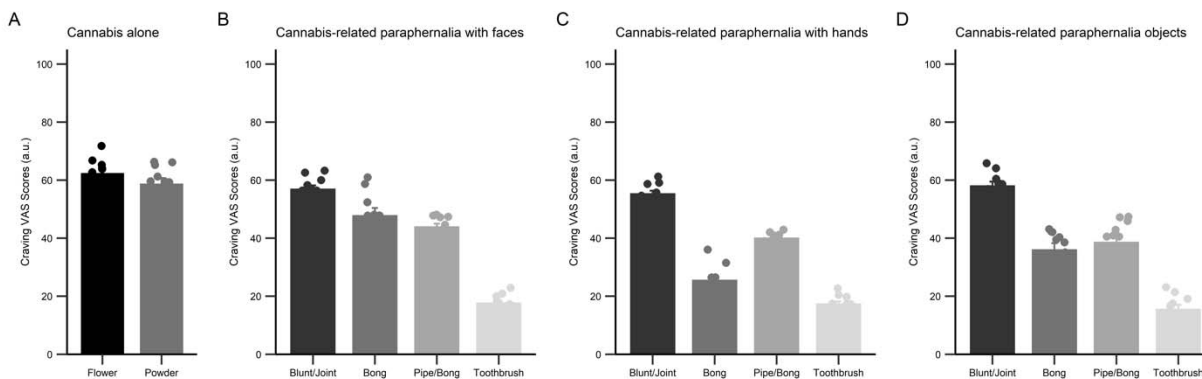 A
Cannabis alone
Craving VAS Scores (a.u.)
100
80
60
40
20
0
Flower Powder
B
Cannabis-related paraphernalia with faces
Craving VAS Scores (a.u.)
100
80
60
40
20
0
Blunt/Joint Bong Pipe/Bong Toothbrush
C
Cannabis-related paraphernalia with hands
Craving VAS Scores (a.u.)
100
80
60
40
20
0
Blunt/Joint Bong Pipe/Bong Toothbrush
D
Cannabis-related paraphernalia objects
Craving VAS Scores (a.u.)
100
80
60
40
20
0
Blunt/Joint Bong Pipe/Bong Toothbrush